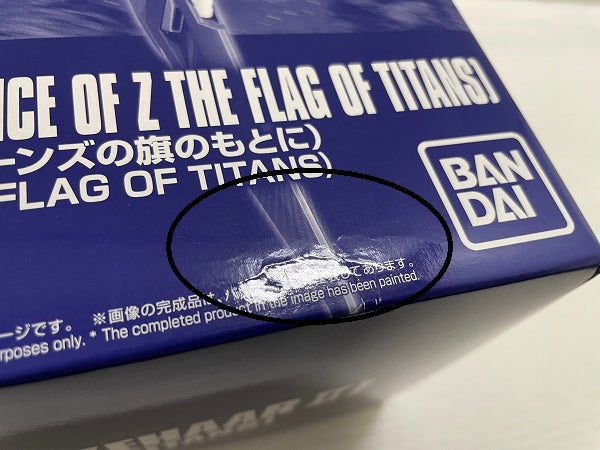 NCE OF Z THE FLAG OF TITANS]
ーンズの旗のもとに)
FLAG OF TITANS)
BAN
DAI
てあります。
ージです。 ※画像の完成品は、
rposes only. * The completed product in the image has been painted.